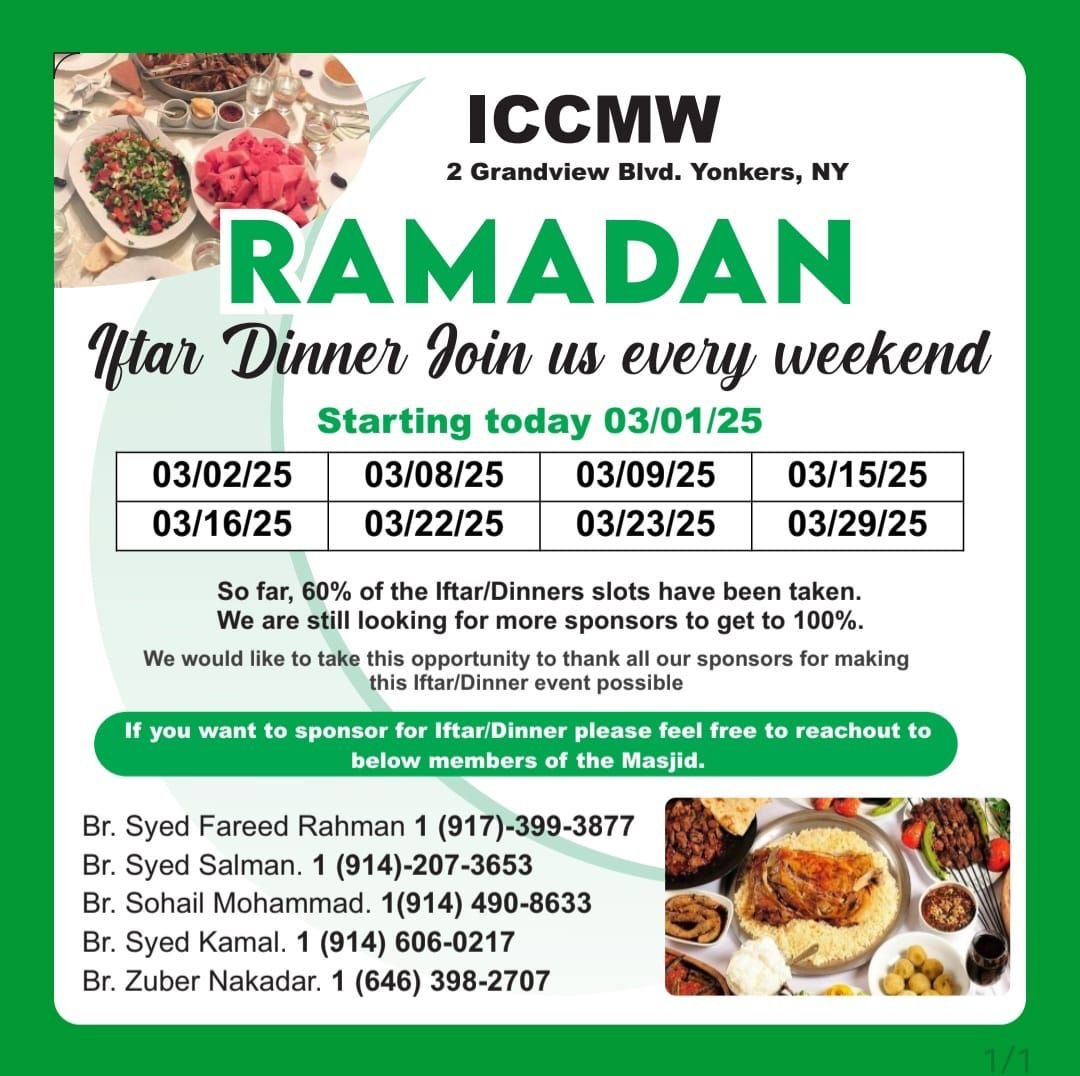 ICCMW
2 Grandview Blvd. Yonkers, NY
RAMADAN
Iftar Dinner Join us every weekend
Starting today 03/01/25
03/02/25 03/08/25 03/09/25 03/15/25
03/16/25 03/22/25 03/23/25 03/29/25
So far, 60% of the Iftar/Dinners slots have been taken.
We are still looking for more sponsors to get to 100%.
We would like to take this opportunity to thank all our sponsors for making
this Iftar/Dinner event possible
If you want to sponsor for Iftar/Dinner please feel free to reachout to
below members of the Masjid.
Br. Syed Fareed Rahman 1 (917)-399-3877
Br. Syed Salman. 1 (914)-207-3653
Br. Sohail Mohammad. 1(914) 490-8633
Br. Syed Kamal. 1 (914) 606-0217
Br. Zuber Nakadar. 1 (646) 398-2707
1/1